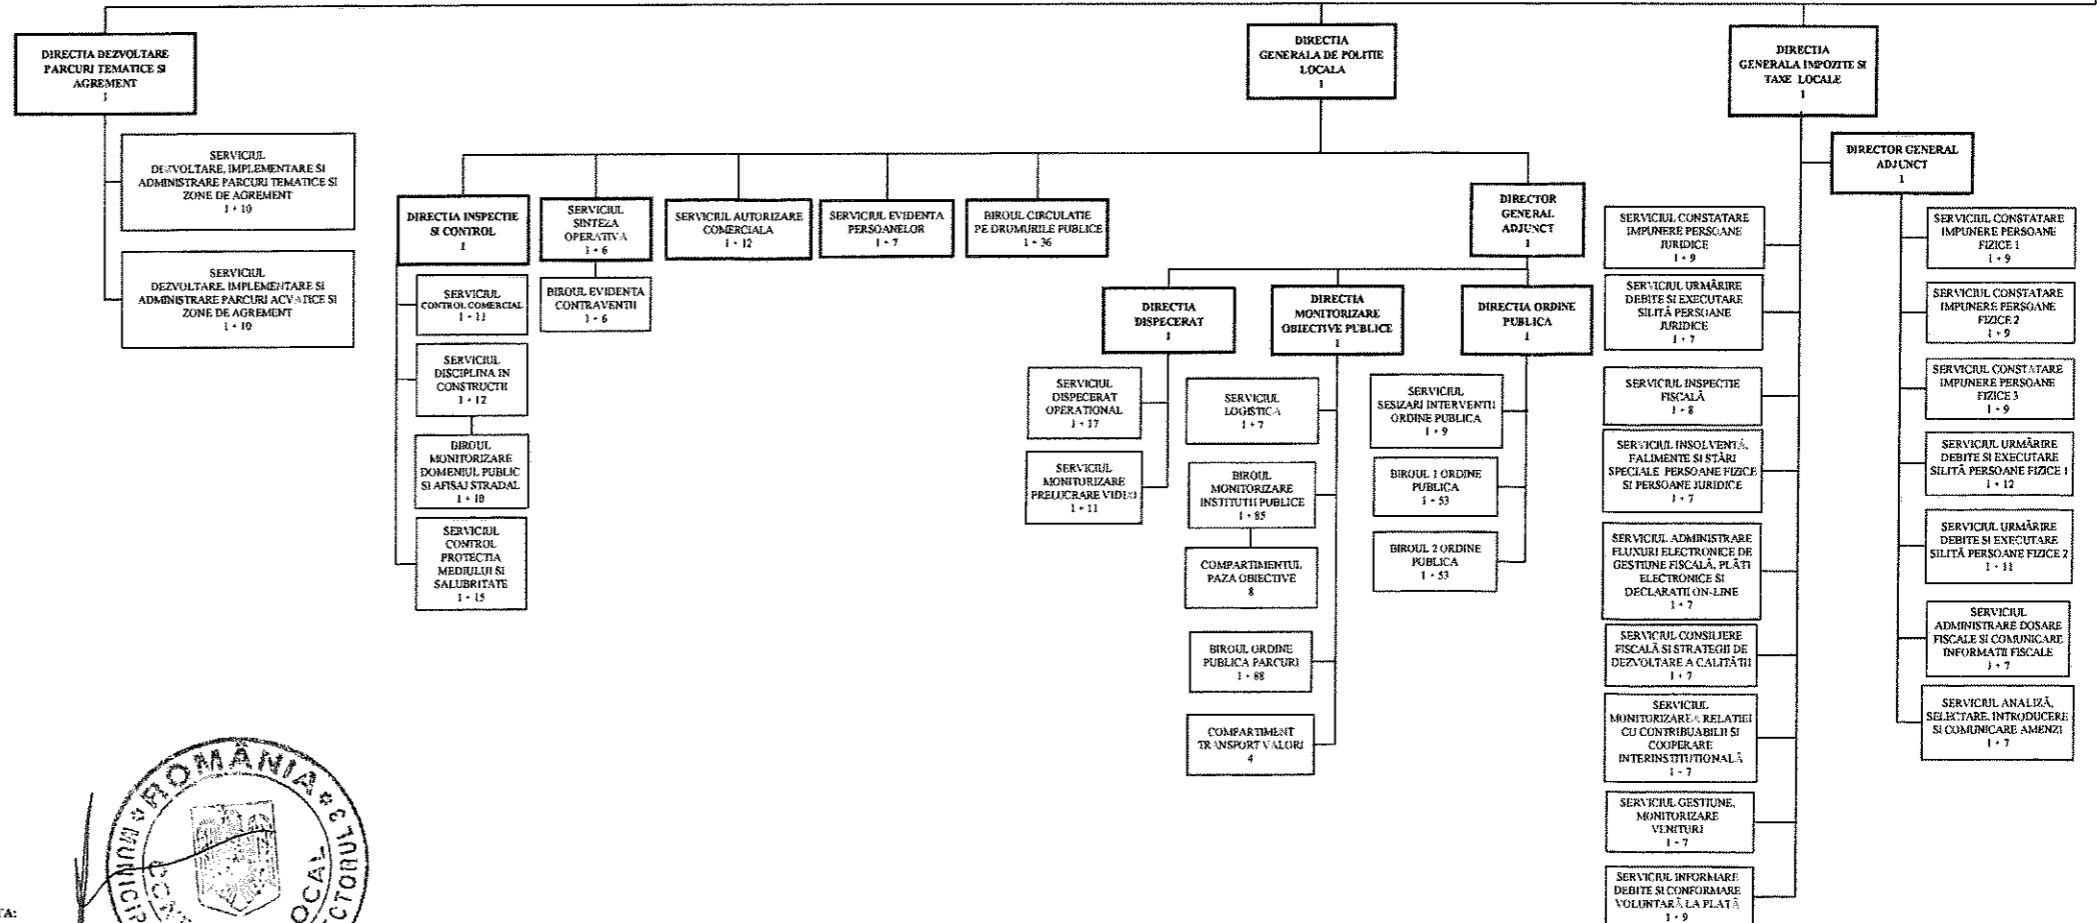 DIRECTIA DEZVOLTARE
PARCURI TEMATICE SI
AGREMENT
1
SERVICIUL
DEZVOLTARE, IMPLEMENTARE SI
ADMINISTRARE PARCURI TEMATICE SI
ZONE DE AGREMENT
1 + 10
SERVICIUL
DEZVOLTARE, IMPLEMENTARE SI
ADMINISTRARE PARCURI ACVATICE SI
ZONE DE AGREMENT
1 + 10
DIRECTIA
GENERALA DE POLITIE
LOCALA
1
DIRECTIA INSPECTIE
SI CONTROL
1
SERVICIUL
CONTROL COMERCIAL
1 + 11
SERVICIUL
DISCIPLINA IN
CONSTRUCTII
1 + 12
BIROUL
MONITORIZARE
DOMENIUL PUBLIC
SI AFISAJ STRADAL
1 + 10
SERVICIUL
CONTROL
PROTECTIA
MEDIULUI SI
SALUBRITATE
1 + 15
SERVICIUL
SINTEZA
OPERATIVA
1 + 6
BIROUL EVIDENTA
CONTRAVENTII
1 + 6
SERVICIUL AUTORIZARE
COMERCIALA
1 + 12
SERVICIUL EVIDENTA
PERSOANELOR
1 + 7
BIROUL CIRCULATIE
PE DRUMURILE PUBLICE
1 + 36
DIRECTOR
GENERAL
ADJUNCT
1
DIRECTIA
DISPECERAT
1
SERVICIUL
DISPECERAT
OPERATIONAL
1 + 17
SERVICIUL
MONITORIZARE
PRELUCRARE VIDEO
1 + 11
DIRECTIA
MONITORIZARE
OBIECTIVE PUBLICE
1
SERVICIUL
LOGISTICA
1 + 7
BIROUL
MONITORIZARE
INSTITUTII PUBLICE
1 + 85
COMPARTIMENTUL
PAZA OBIECTIVE
8
BIROUL ORDINE
PUBLICA PARCURI
1 + 88
COMPARTIMENT
TRANSPORT VALORI
4
DIRECTIA ORDINE
PUBLICA
1
SERVICIUL
SESIZARI INTERVENTII
ORDINE PUBLICA
1 + 9
BIROUL 1 ORDINE
PUBLICA
1 + 53
BIROUL 2 ORDINE
PUBLICA
1 + 53
DIRECTIA
GENERALA IMPOZITE SI
TAXE LOCALE
1
SERVICIUL CONSTATARE
IMPUNERE PERSOANE
JURIDICE
1 + 9
SERVICIUL URMĂRIRE
DEBITE SI EXECUTARE
SILITĂ PERSOANE
JURIDICE
1 + 7
SERVICIUL INSPECTIE
FISCALĂ
1 + 8
SERVICIUL INSOLVENTĂ,
FALIMENTE SI STĂRI
SPECIALE PERSOANE FIZICE
SI PERSOANE JURIDICE
1 + 7
SERVICIUL ADMINISTRARE
FLUXURI ELECTRONICE DE
GESTIUNE FISCALĂ, PLĂTI
ELECTRONICE SI
DECLARATII ON-LINE
1 + 7
SERVICIUL CONSILIERE
FISCALĂ SI STRATEGII DE
DEZVOLTARE A CALITĂTII
1 + 7
SERVICIUL
MONITORIZAREA RELATIEI
CU CONTRIBUABILII SI
COOPERARE
INTERINSTITUTIONALĂ
1 + 7
SERVICIUL GESTIUNE,
MONITORIZARE
VENITURI
1 + 7
SERVICIUL INFORMARE
DEBITE SI CONFORMARE
VOLUNTARĂ LA PLATĂ
1 + 9
DIRECTOR GENERAL
ADJUNCT
1
SERVICIUL CONSTATARE
IMPUNERE PERSOANE
FIZICE 1
1 + 9
SERVICIUL CONSTATARE
IMPUNERE PERSOANE
FIZICE 2
1 + 9
SERVICIUL CONSTATARE
IMPUNERE PERSOANE
FIZICE 3
1 + 9
SERVICIUL URMĂRIRE
DEBITE SI EXECUTARE
SILITĂ PERSOANE FIZICE 1
1 + 12
SERVICIUL URMĂRIRE
DEBITE SI EXECUTARE
SILITĂ PERSOANE FIZICE 2
1 + 11
SERVICIUL
ADMINISTRARE DOSARE
FISCALE SI COMUNICARE
INFORMATII FISCALE
1 + 7
SERVICIUL ANALIZĂ,
SELECTARE, INTRODUCERE
SI COMUNICARE AMENZI
1 + 7
ROMÂNIA